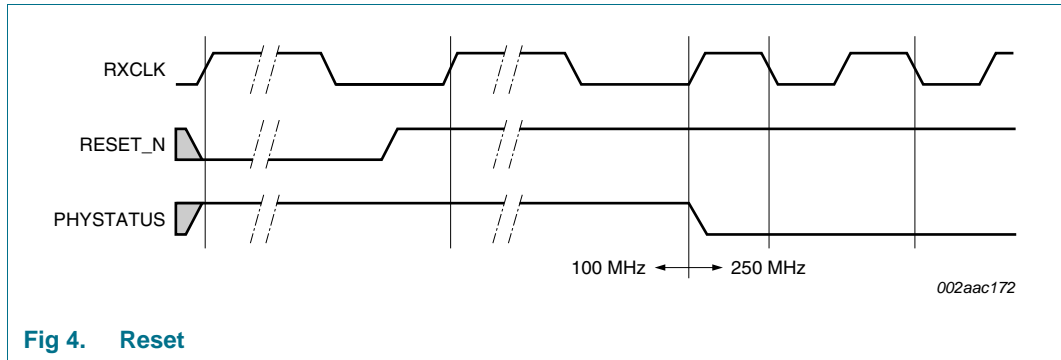 RXCLK
RESET_N
PHYSTATUS
100 MHz 250 MHz
002aac172
Fig 4. Reset